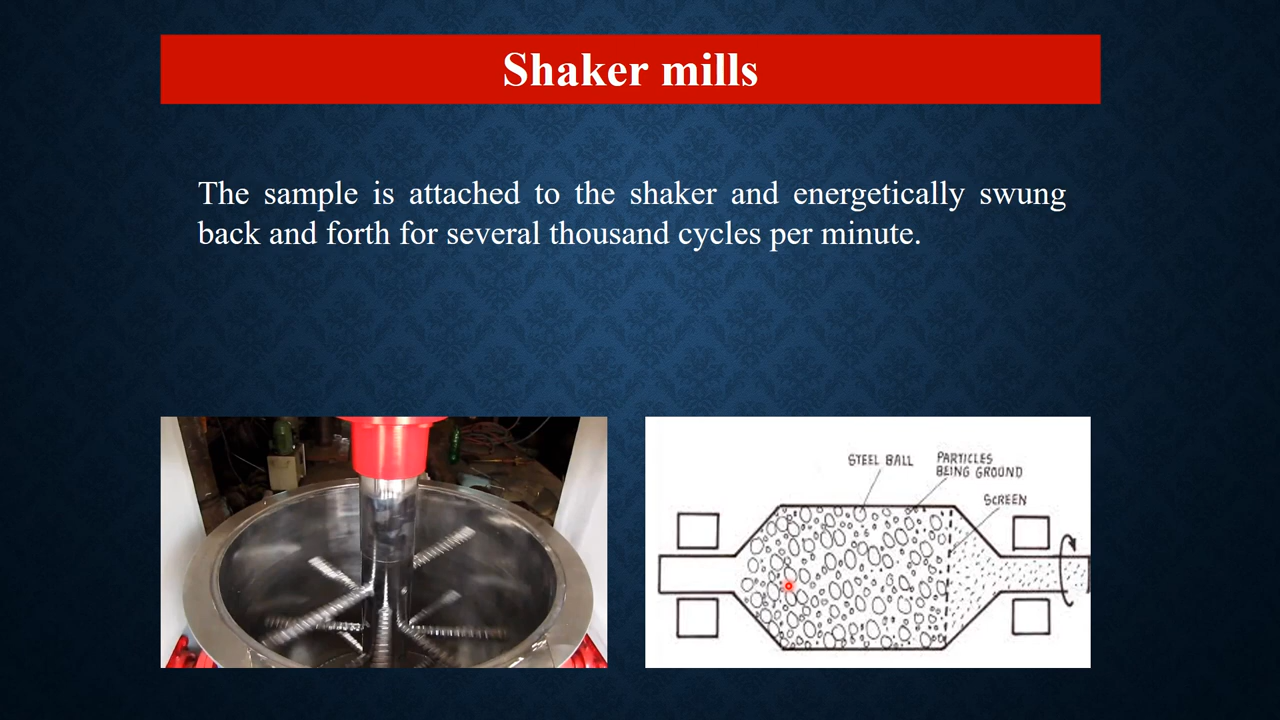 Shaker mills
The sample is attached to the shaker and energetically swung
back and forth for several thousand cycles per minute.
STEEL BALL
PARTICLES
BEING GROUND
SCREEN